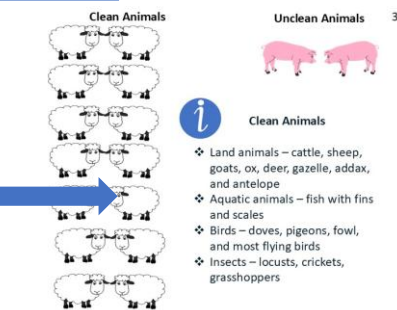 Clean Animals
Unclean Animals
3
i
Clean Animals
❖ Land animals – cattle, sheep,
goats, ox, deer, gazelle, addax,
and antelope
❖ Aquatic animals – fish with fins
and scales
❖ Birds – doves, pigeons, fowl,
and most flying birds
❖ Insects – locusts, crickets,
grasshoppers